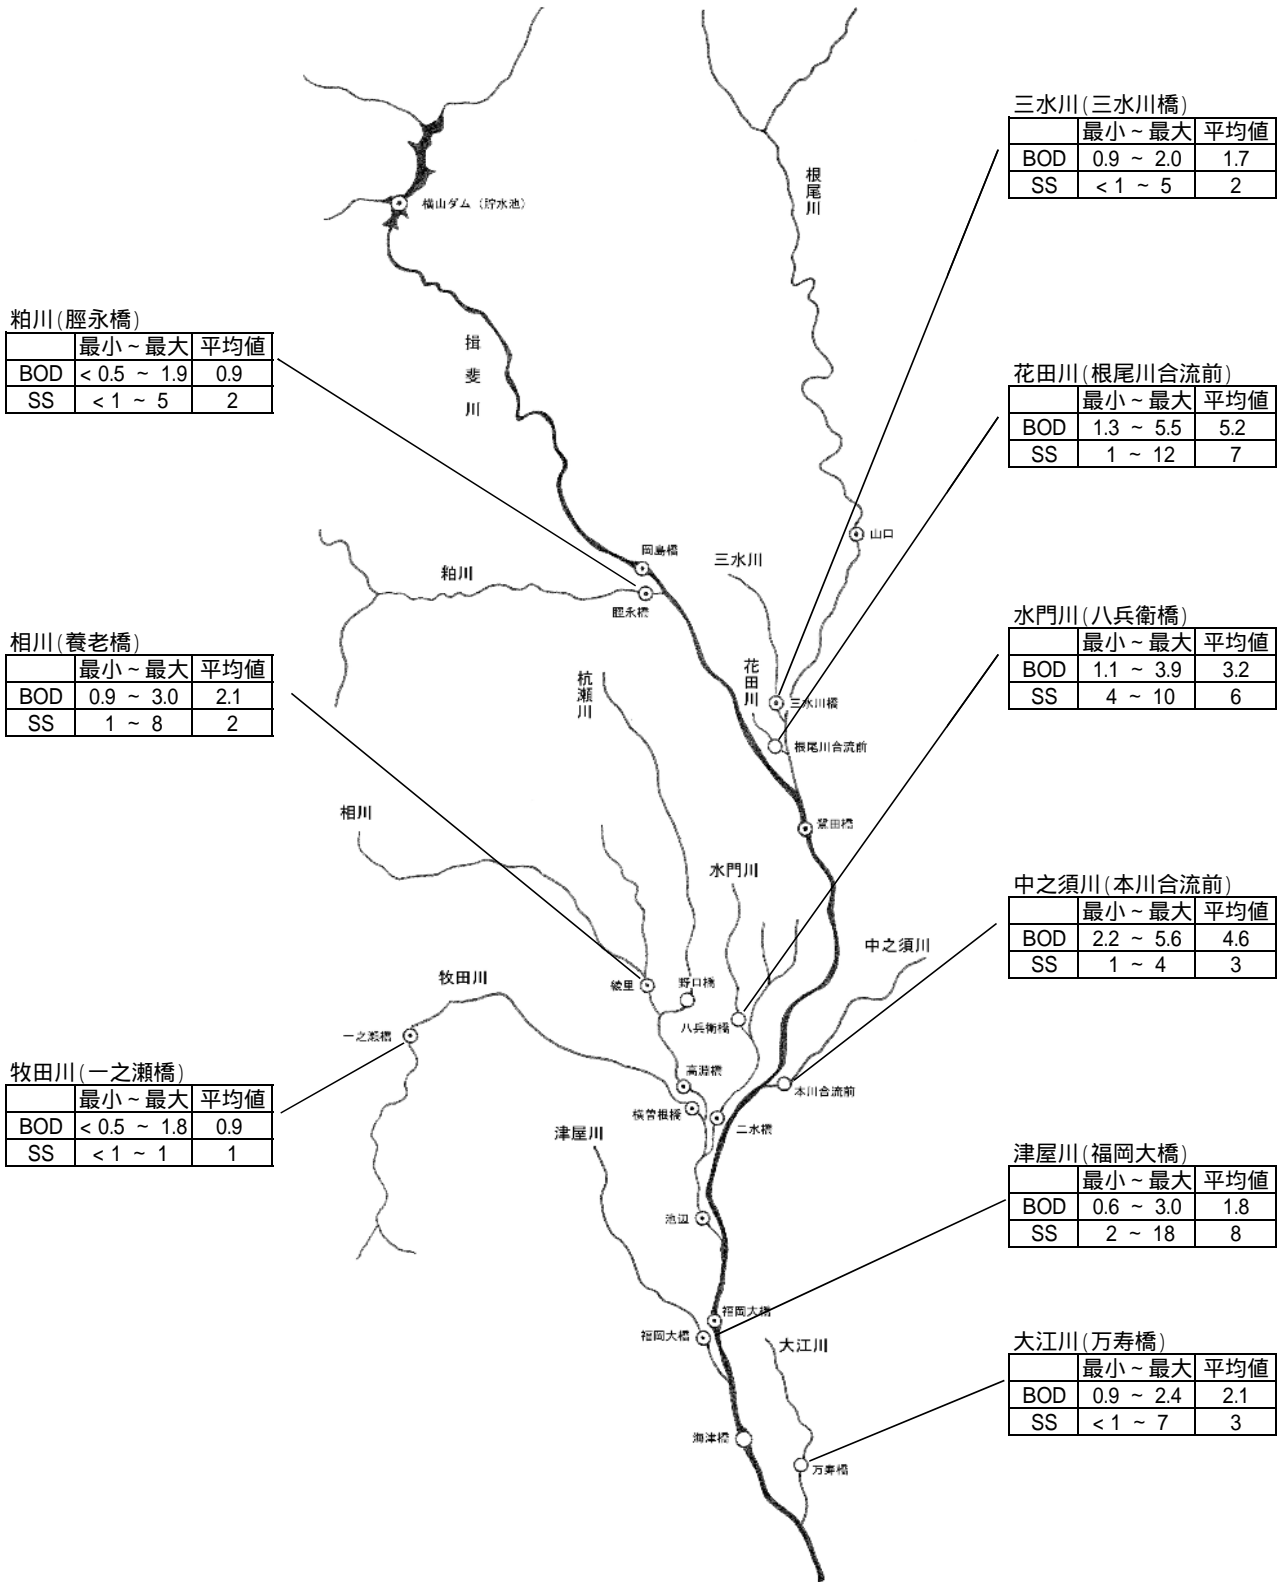 三水川(三水川橋)
最小 ~ 最大 平均値
BOD 0.9 ~ 2.0 1.7
SS < 1 ~ 5 2
根尾川
横山ダム (貯水池)
粕川(脛永橋)
最小 ~ 最大 平均値
BOD < 0.5 ~ 1.9 0.9
SS < 1 ~ 5 2
揖斐川
花田川(根尾川合流前)
最小 ~ 最大 平均値
BOD 1.3 ~ 5.5 5.2
SS 1 ~ 12 7
山口
岡島橋
三水川
粕川
脛永橋
水門川(八兵衛橋)
最小 ~ 最大 平均値
BOD 1.1 ~ 3.9 3.2
SS 4 ~ 10 6
相川(養老橋)
最小 ~ 最大 平均値
BOD 0.9 ~ 3.0 2.1
SS 1 ~ 8 2
杭瀬川
花田川
三水川橋
根尾川合流前
相川
鷺田橋
水門川
中之須川(本川合流前)
最小 ~ 最大 平均値
BOD 2.2 ~ 5.6 4.6
SS 1 ~ 4 3
中之須川
牧田川
綾里
野口橋
八兵衛橋
一之瀬橋
牧田川(一之瀬橋)
最小 ~ 最大 平均値
BOD < 0.5 ~ 1.8 0.9
SS < 1 ~ 1 1
高淵橋
本川合流前
横曽根橋
二水橋
津屋川
津屋川(福岡大橋)
最小 ~ 最大 平均値
BOD 0.6 ~ 3.0 1.8
SS 2 ~ 18 8
池辺
福岡大橋
福岡大橋
大江川
大江川(万寿橋)
最小 ~ 最大 平均値
BOD 0.9 ~ 2.4 2.1
SS < 1 ~ 7 3
海津橋
万寿橋